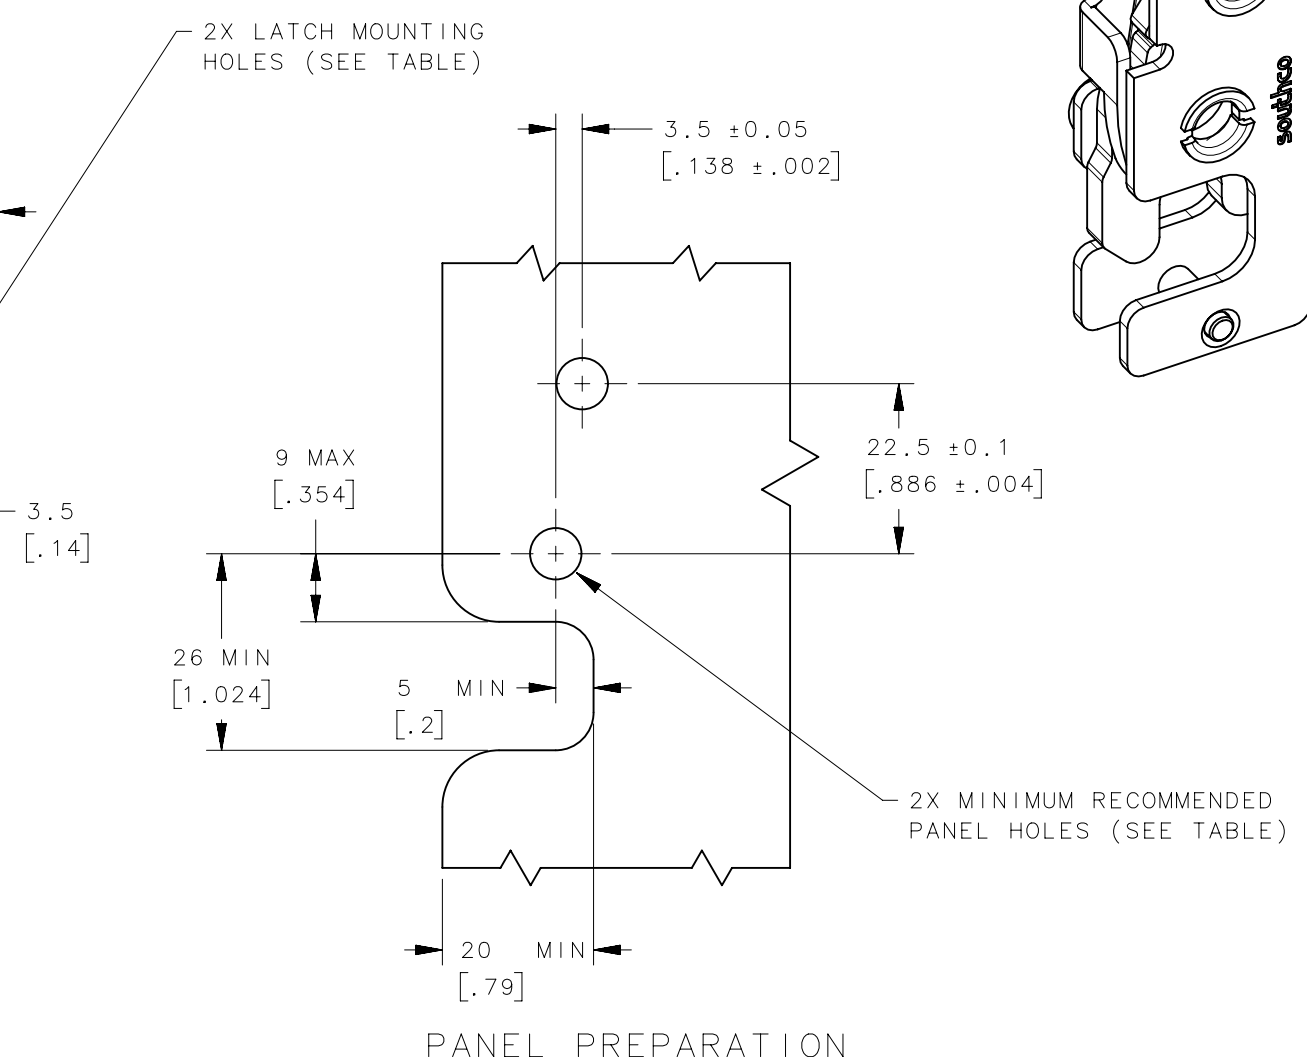 2X LATCH MOUNTING
HOLES (SEE TABLE)
southco
3.5 ±0.05
[.138 ±.002]
22.5 ±0.1
[.886 ±.004]
9 MAX
[.354]
3.5
[.14]
26 MIN
[1.024]
5 MIN
[.2]
2X MINIMUM RECOMMENDED
PANEL HOLES (SEE TABLE)
20 MIN
[.79]
PANEL PREPARATION